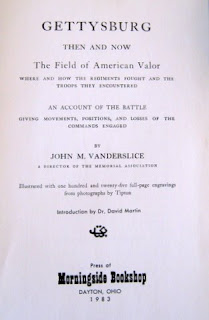 GETTYSBURG
THEN AND NOW
The Field of American Valor
WHERE AND HOW THE REGIMENTS FOUGHT AND THE
TROOPS THEY ENCOUNTERED
AN ACCOUNT OF THE BATTLE
GIVING MOVEMENTS, POSITIONS, AND LOSSES OF THE
COMMANDS ENGAGED
BY
JOHN M. VANDERSLICE
A DIRECTOR OF THE MEMORIAL ASSOCIATION
Illustrated with one hundred and twenty-five full-page engravings
from photographs by Tipton
Introduction by Dr. David Martin
Press of
Morningside Bookshop
DAYTON, OHIO
1983